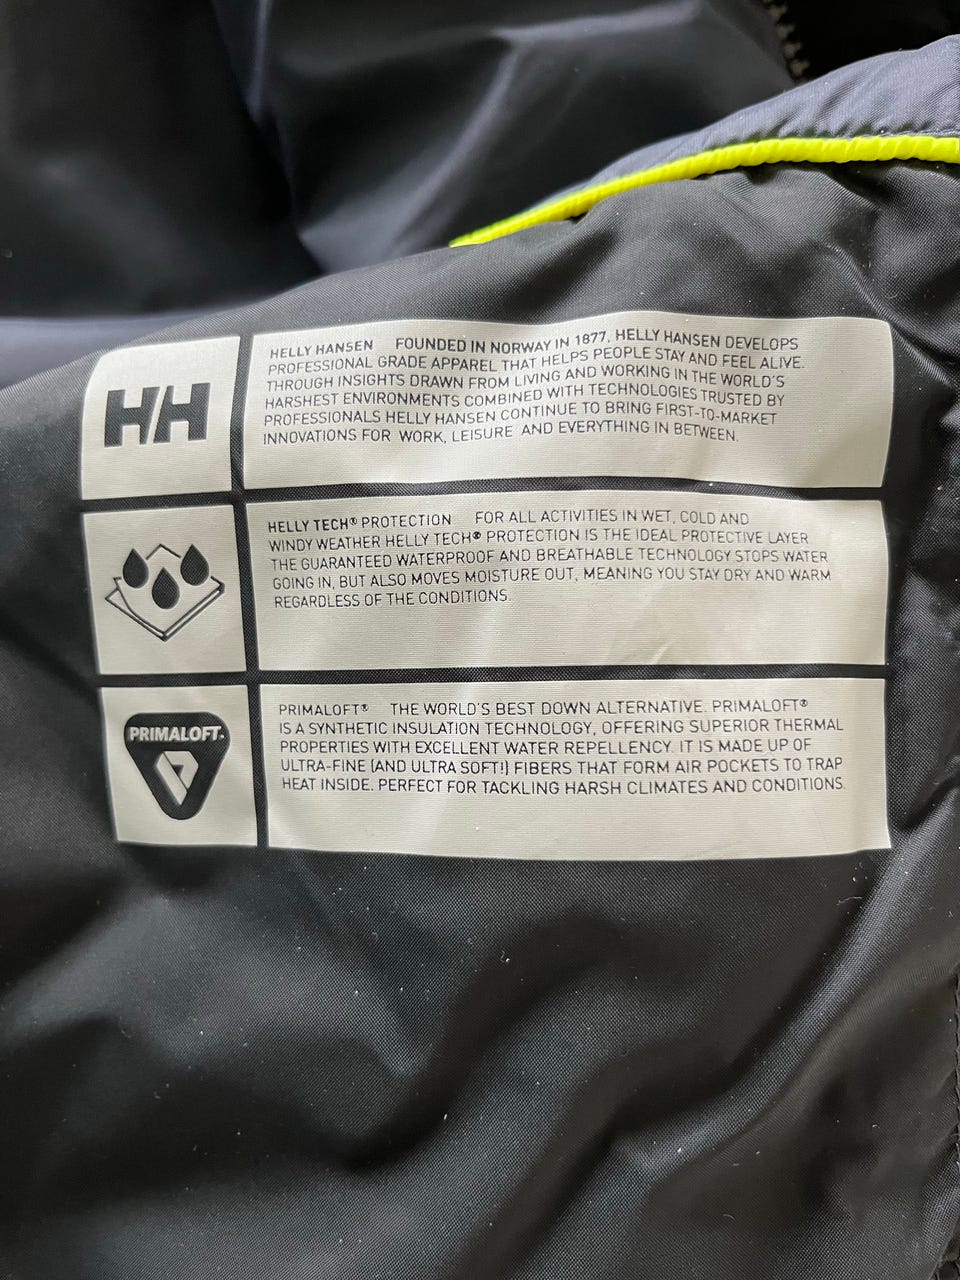 HH
HELLY HANSEN FOUNDED IN NORWAY IN 1877, HELLY HANSEN DEVELOPS
PROFESSIONAL GRADE APPAREL THAT HELPS PEOPLE STAY AND FEEL ALIVE.
THROUGH INSIGHTS DRAWN FROM LIVING AND WORKING IN THE WORLD'S
HARSHEST ENVIRONMENTS COMBINED WITH TECHNOLOGIES TRUSTED BY
PROFESSIONALS HELLY HANSEN CONTINUE TO BRING FIRST-TO-MARKET
INNOVATIONS FOR WORK, LEISURE AND EVERYTHING IN BETWEEN.
HELLY TECH® PROTECTION FOR ALL ACTIVITIES IN WET, COLD AND
WINDY WEATHER HELLY TECH® PROTECTION IS THE IDEAL PROTECTIVE LAYER.
THE GUARANTEED WATERPROOF AND BREATHABLE TECHNOLOGY STOPS WATER
GOING IN, BUT ALSO MOVES MOISTURE OUT, MEANING YOU STAY DRY AND WARM
REGARDLESS OF THE CONDITIONS.
PRIMALOFT.
PRIMALOFT® THE WORLD'S BEST DOWN ALTERNATIVE. PRIMALOFT®
IS A SYNTHETIC INSULATION TECHNOLOGY, OFFERING SUPERIOR THERMAL
PROPERTIES WITH EXCELLENT WATER REPELLENCY. IT IS MADE UP OF
ULTRA-FINE (AND ULTRA SOFT!) FIBERS THAT FORM AIR POCKETS TO TRAP
HEAT INSIDE. PERFECT FOR TACKLING HARSH CLIMATES AND CONDITIONS.